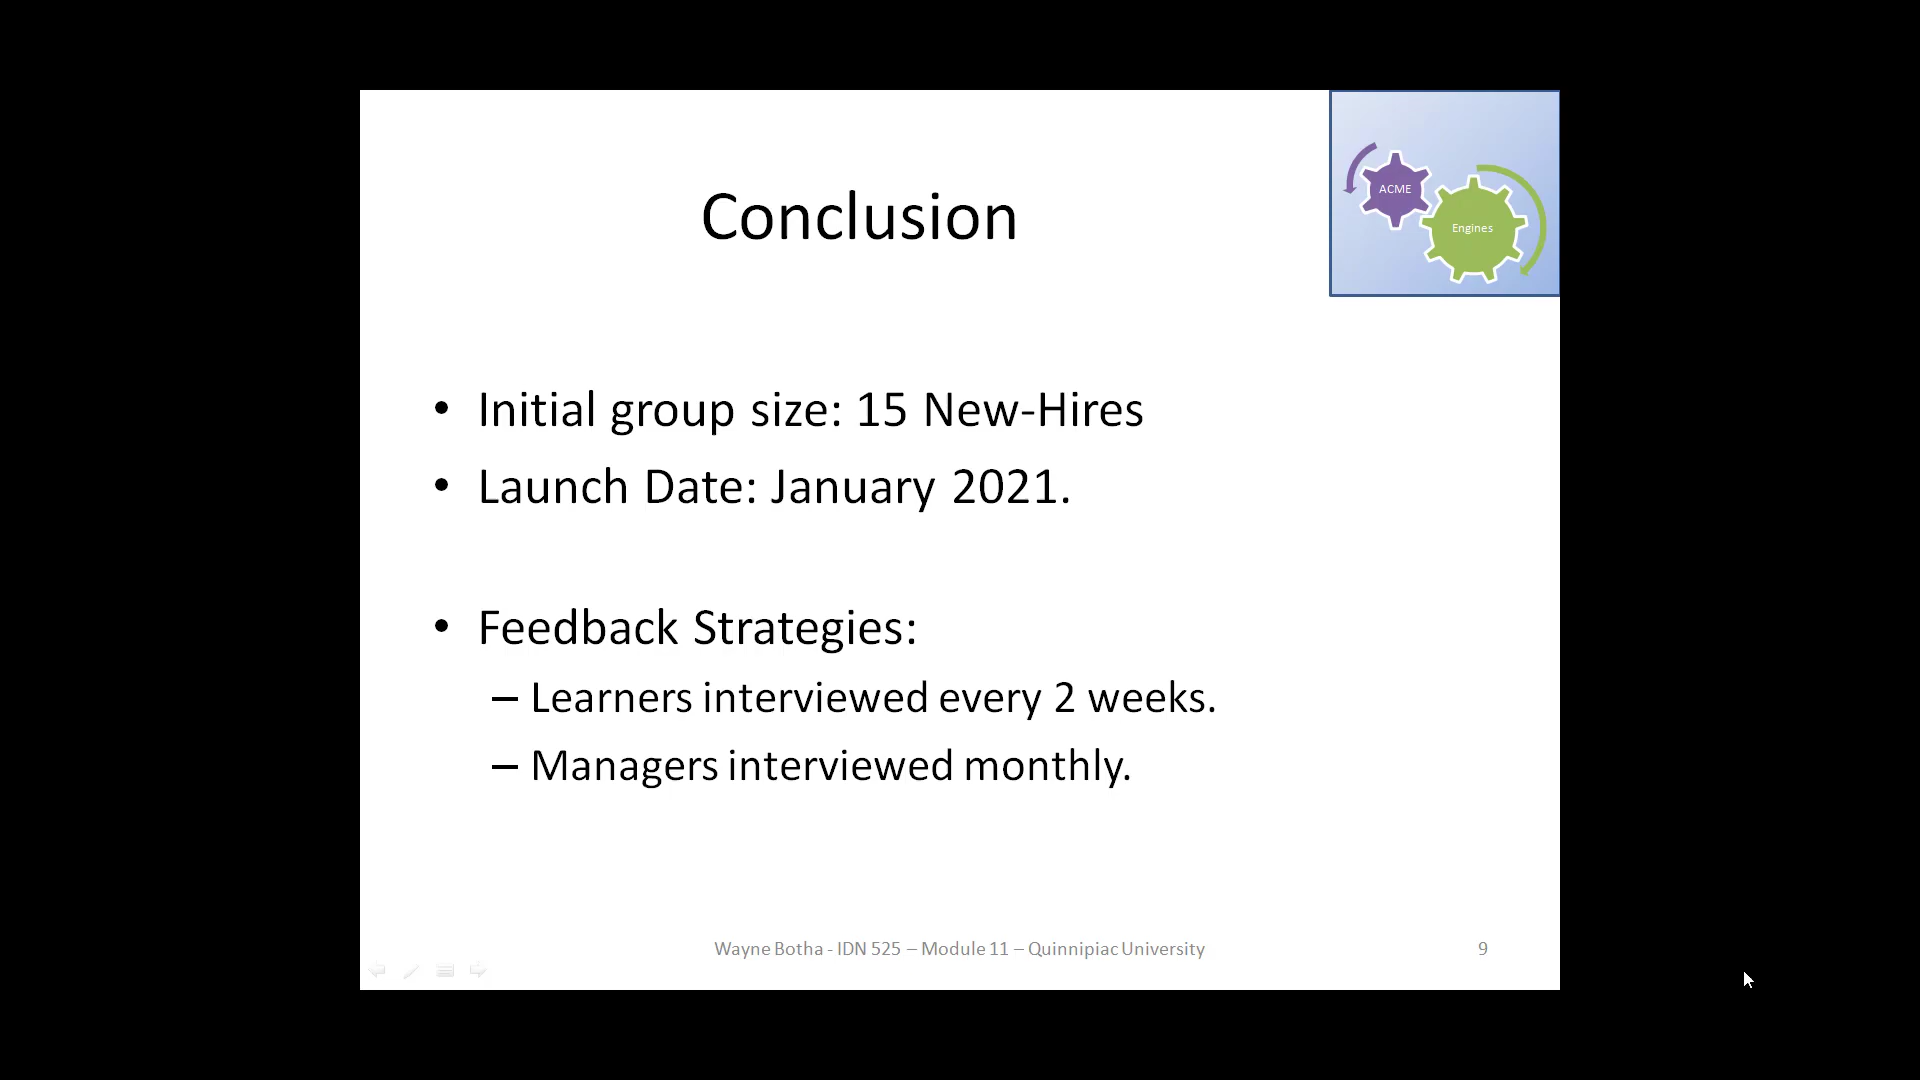 Conclusion
ACME
Engines
• Initial group size: 15 New-Hires
• Launch Date: January 2021.
• Feedback Strategies:
– Learners interviewed every 2 weeks.
– Managers interviewed monthly.
Wayne Botha - IDN 525 – Module 11 – Quinnipiac University
9